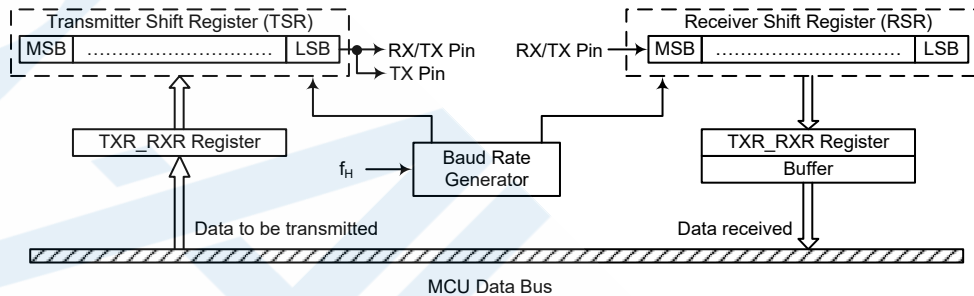 Transmitter Shift Register (TSR)
MSB ………………………… LSB
RX/TX Pin
TX Pin
Receiver Shift Register (RSR)
RX/TX Pin
MSB ………………………… LSB
TXR_RXR Register
fH
Baud Rate
Generator
TXR_RXR Register
Buffer
Data to be transmitted
Data received
MCU Data Bus